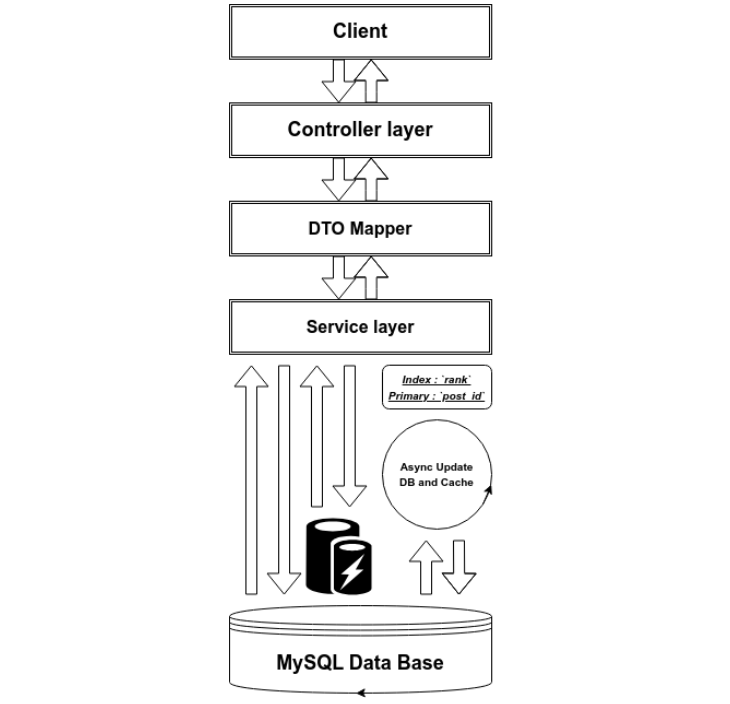 Client
Controller layer
DTO Mapper
Service layer
Index : `rank`
Primary : `post_id`
Async Update
DB and Cache
MySQL Data Base